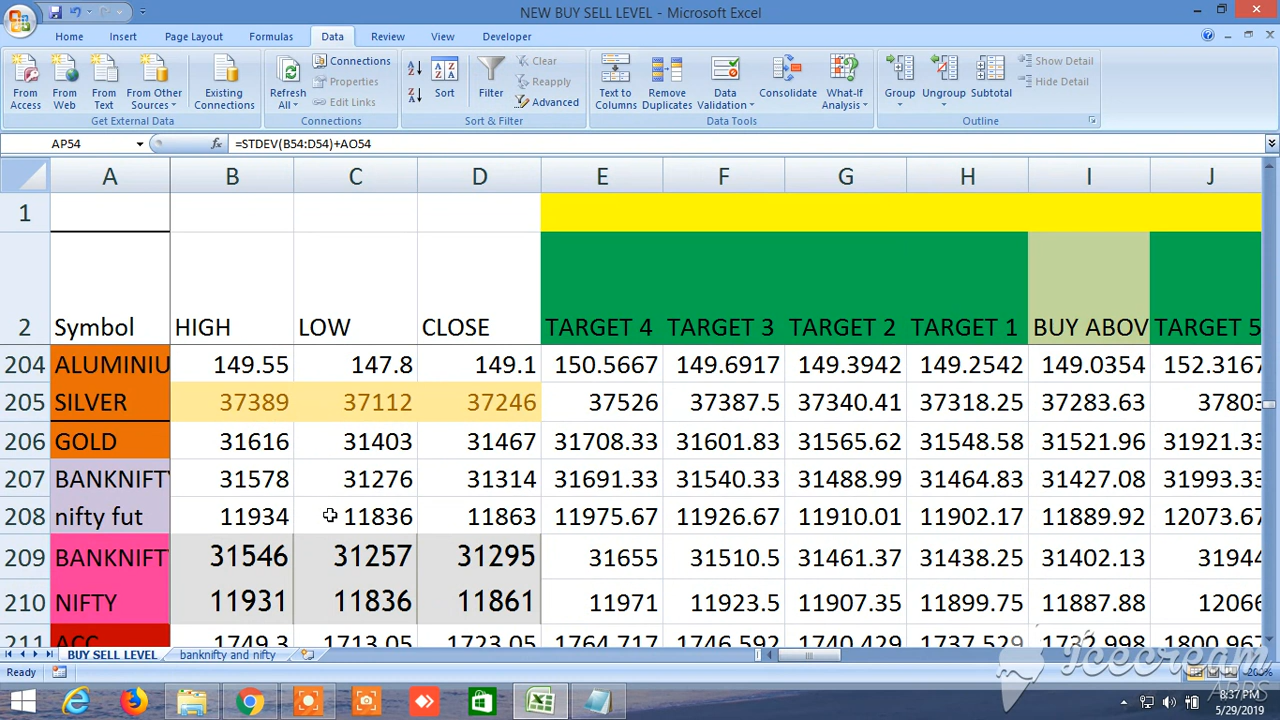 NEW BUY SELL LEVEL - Microsoft Excel
Home Insert Page Layout Formulas Data Review View Developer
From Access From Web From Text From Other Sources Existing Connections
Get External Data
Refresh All Connections Properties Edit Links
Connections
Sort Filter Clear Reapply Advanced
Sort & Filter
Text to Columns Remove Duplicates Data Validation Consolidate What-If Analysis
Data Tools
Group Ungroup Subtotal Show Detail Hide Detail
Outline
AP54 fx =STDEV(B54:D54)+AO54
A B C D E F G H I J
1
2 Symbol HIGH LOW CLOSE TARGET 4 TARGET 3 TARGET 2 TARGET 1 BUY ABOV TARGET 5
204 ALUMINIU 149.55 147.8 149.1 150.5667 149.6917 149.3942 149.2542 149.0354 152.3167
205 SILVER 37389 37112 37246 37526 37387.5 37340.41 37318.25 37283.63 37803
206 GOLD 31616 31403 31467 31708.33 31601.83 31565.62 31548.58 31521.96 31921.33
207 BANKNIFTY 31578 31276 31314 31691.33 31540.33 31488.99 31464.83 31427.08 31993.33
208 nifty fut 11934 11836 11863 11975.67 11926.67 11910.01 11902.17 11889.92 12073.67
209 BANKNIFT 31546 31257 31295 31655 31510.5 31461.37 31438.25 31402.13 31944
210 NIFTY 11931 11836 11861 11971 11923.5 11907.35 11899.75 11887.88 12066
211 ACC 1749.3 1713.05 1764.717 1740.429 1737.529 1800.967
BUY SELL LEVEL banknifty and nifty
Ready 200%
Icecream
APPS
8:37 PM
5/29/2019